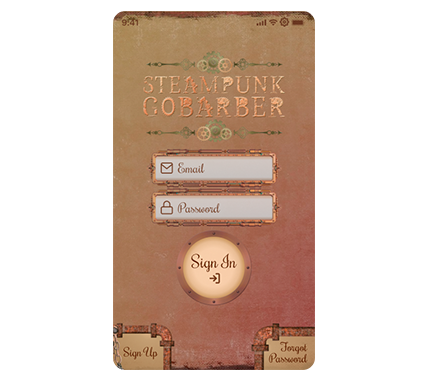 9:41
STEAMPUNK
GOBARBER
Email
Password
Sign In
Sign Up
Forgot
Password